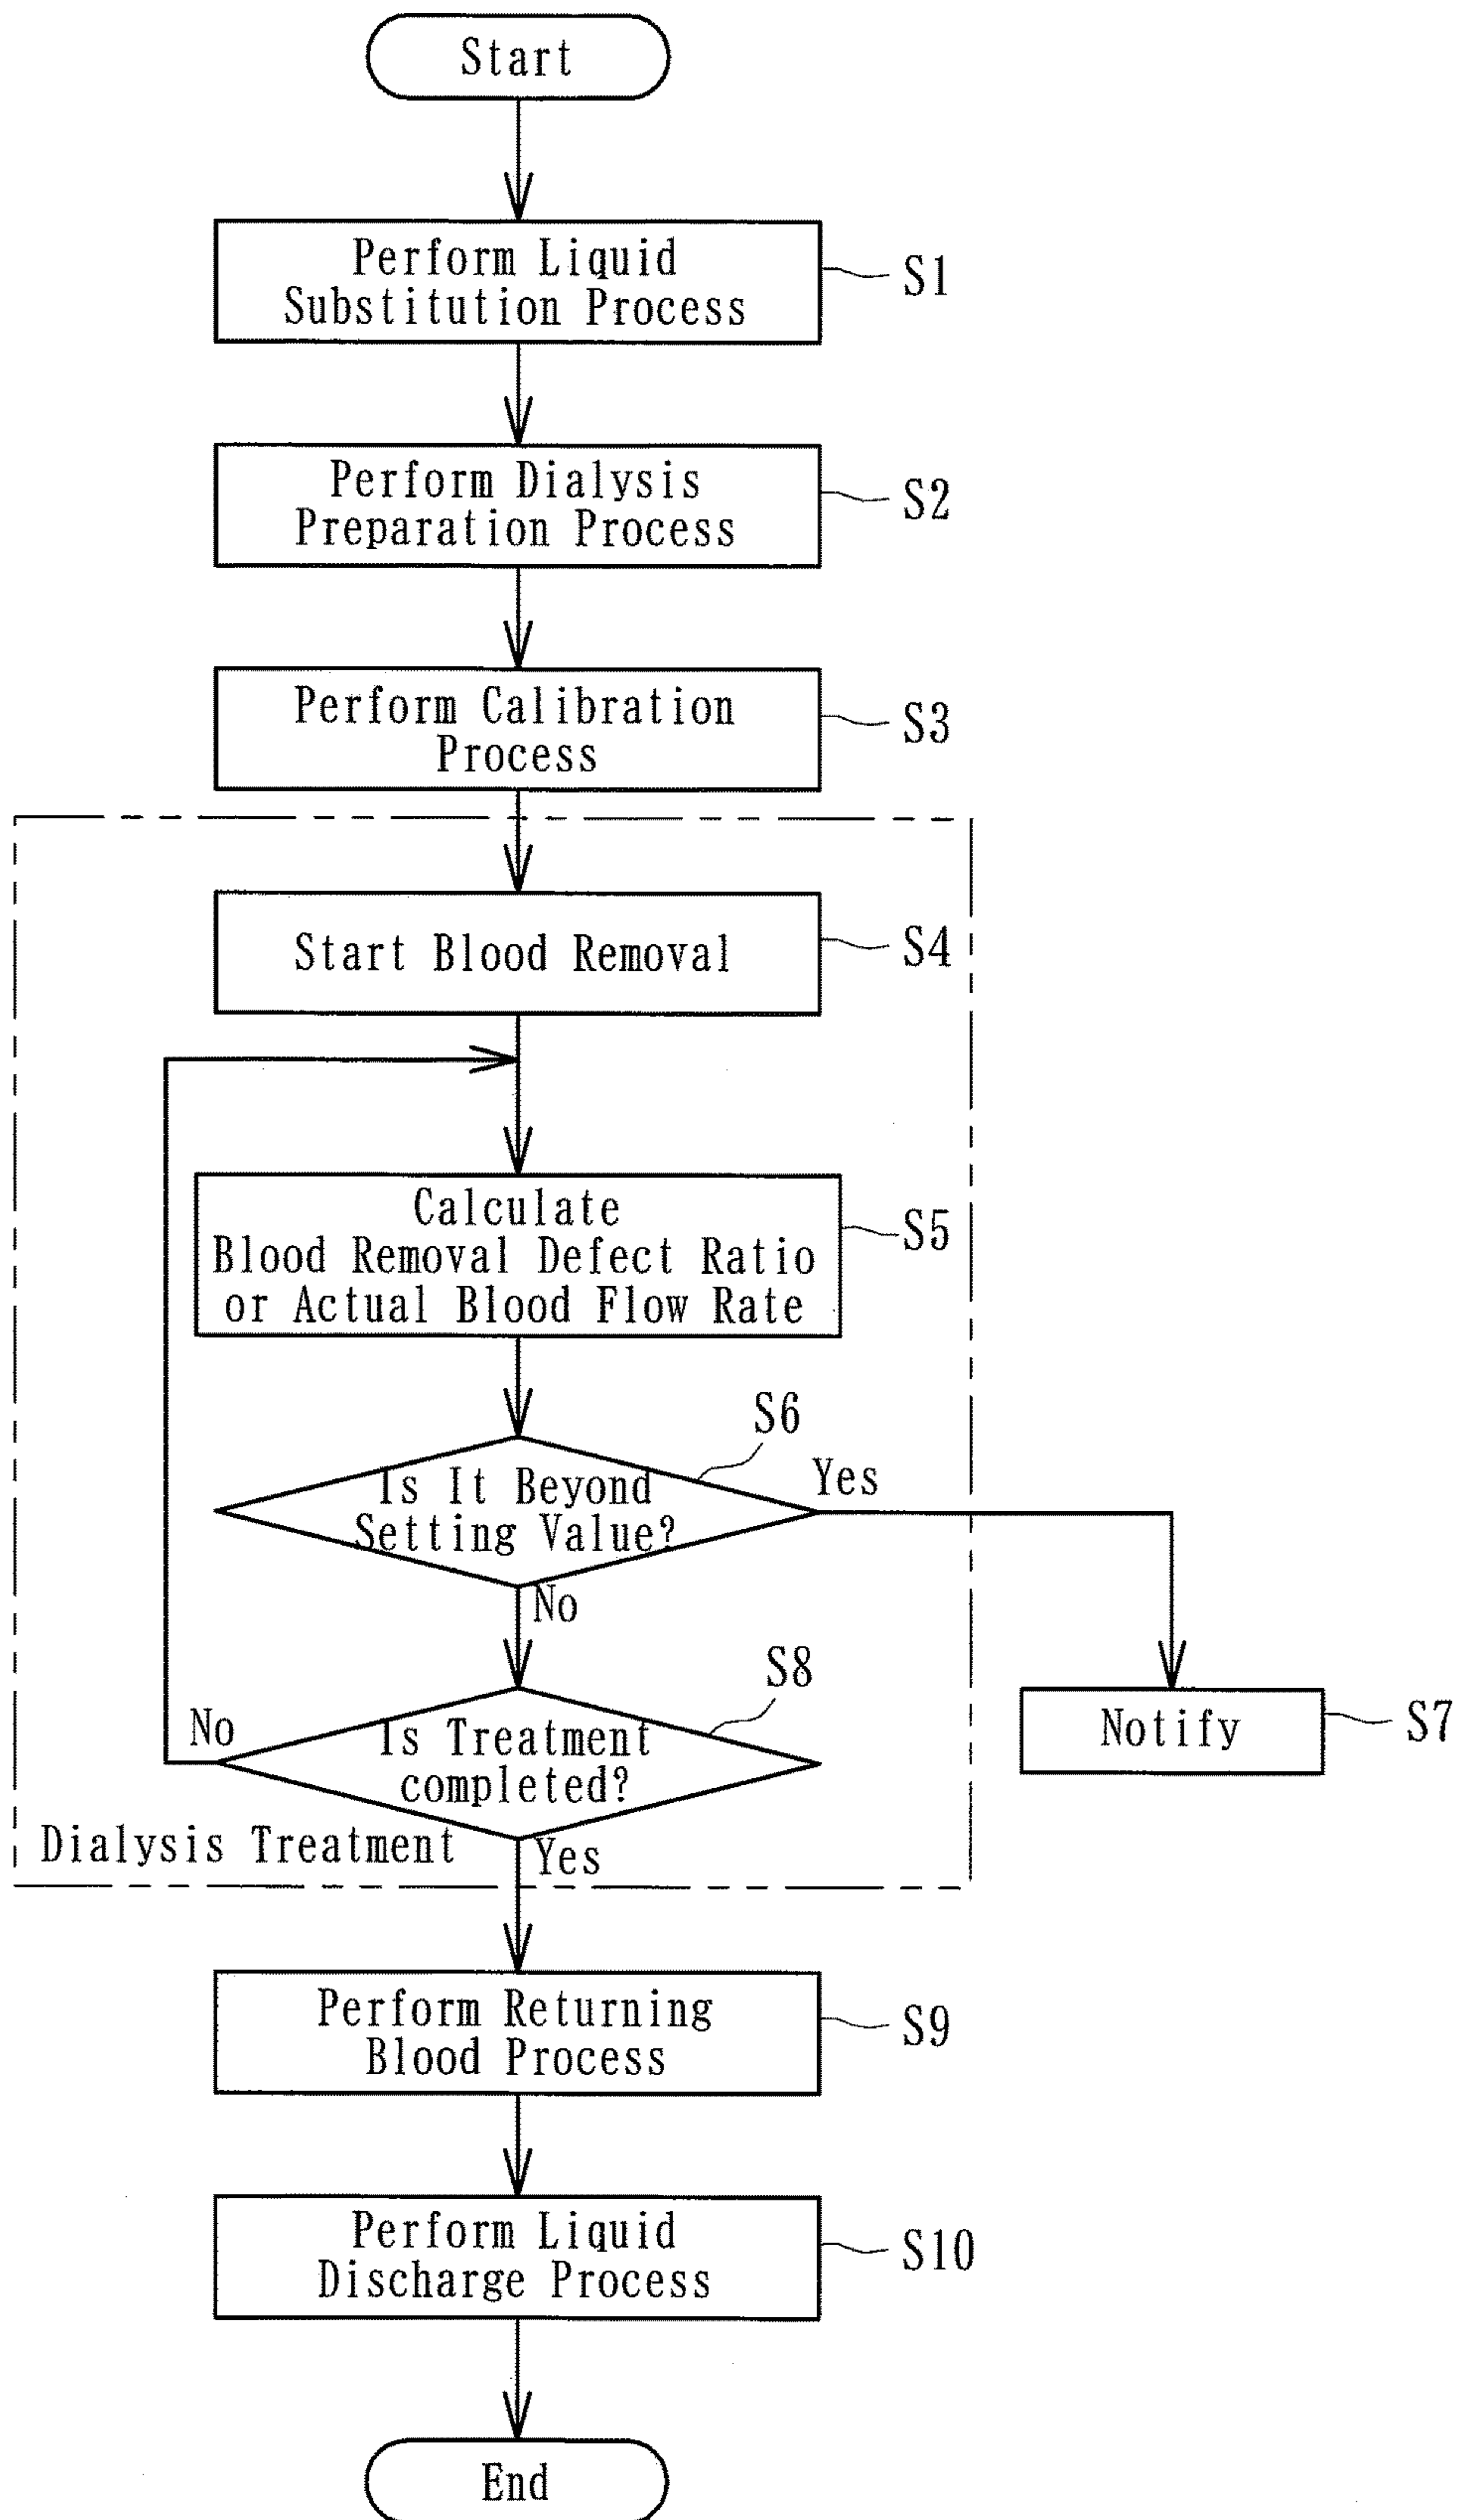 Start
Perform Liquid
Substitution Process
S1
Perform Dialysis
Preparation Process
S2
Perform Calibration
Process
S3
Start Blood Removal
S4
Calculate
Blood Removal Defect Ratio
or Actual Blood Flow Rate
S5
S6
Is It Beyond
Setting Value?
Yes
No
S8
Is Treatment
completed?
No
Notify
S7
Dialysis Treatment
Yes
Perform Returning
Blood Process
S9
Perform Liquid
Discharge Process
S10
End